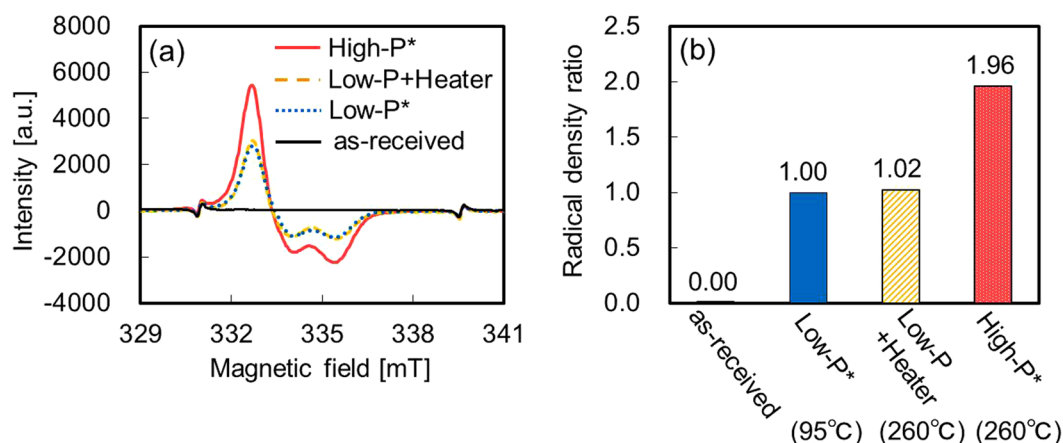 (a)
High-P*
Low-P+Heater
Low-P*
as-received
Intensity [a.u.]
8000
6000
4000
2000
0
-2000
-4000
329
332
335
338
341
Magnetic field [mT]
(b)
Radical density ratio
2.5
2.0
1.5
1.0
0.5
0.0
0.00
1.00
1.02
1.96
as-received
Low-P*
Low-P
+Heater
High-P*
(95°C)
(260°C)
(260°C)